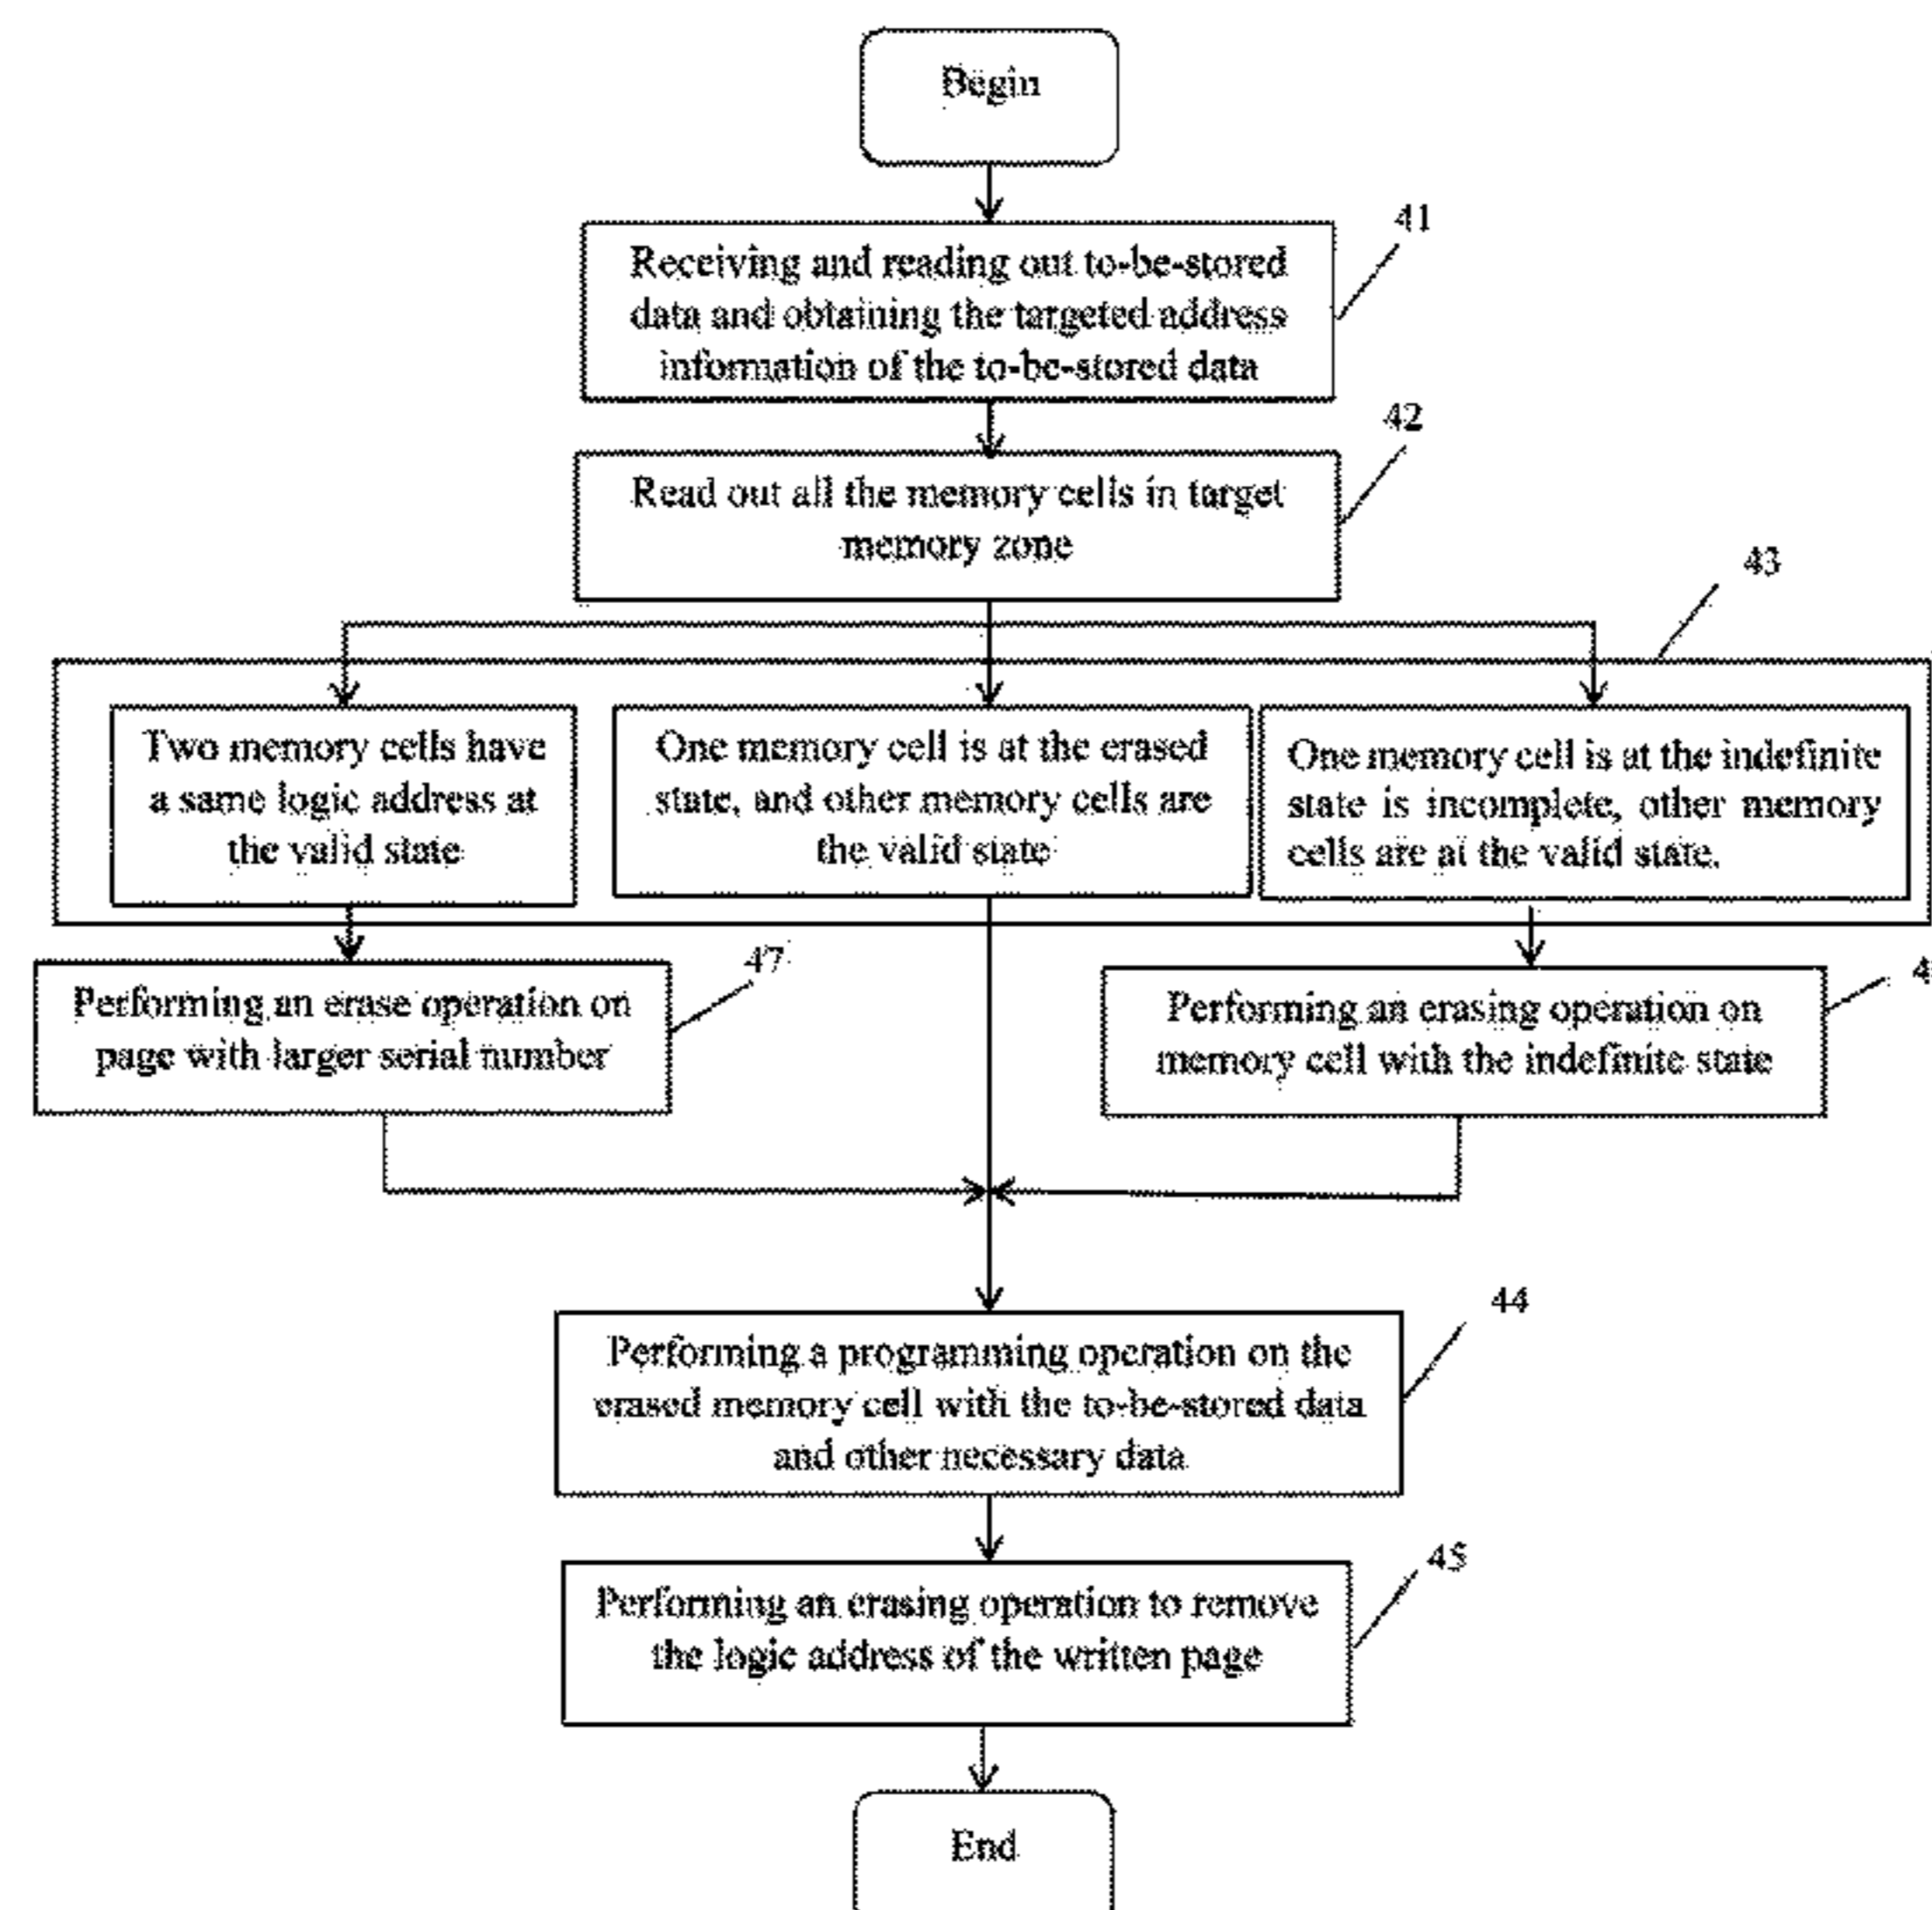 Begin
41
Receiving and reading out to-be-stored
data and obtaining the targeted address
information of the to-be-stored data
42
Read out all the memory cells in target
memory zone
43
Two memory cells have
a same logic address at
the valid state
One memory cell is at the erased
state, and other memory cells are
the valid state
One memory cell is at the indefinite
state is incomplete, other memory
cells are at the valid state.
47
Performing an erase operation on
page with larger serial number
4
Performing an erasing operation on
memory cell with the indefinite state
44
Performing a programming operation on the
erased memory cell with the to-be-stored data
and other necessary data
45
Performing an erasing operation to remove
the logic address of the written page
End